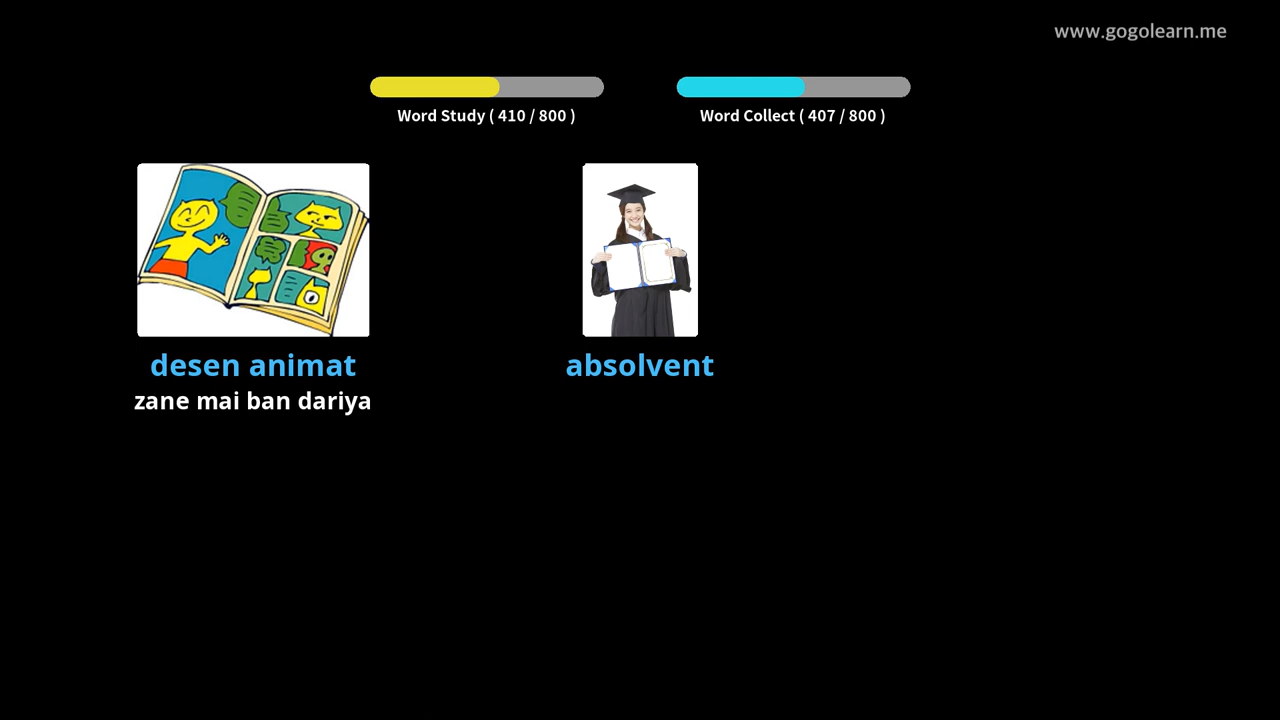 www.gogolearn.me
Word Study ( 410 / 800 )
Word Collect ( 407 / 800 )
desen animat
zane mai ban dariya
absolvent